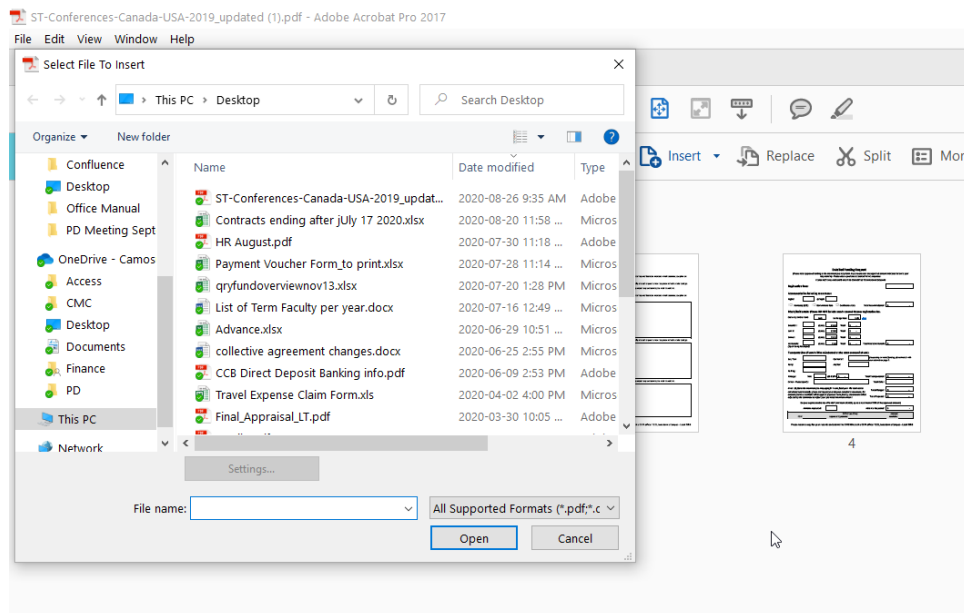 ST-Conferences-Canada-USA-2019_updated (1).pdf - Adobe Acrobat Pro 2017
File Edit View Window Help
Select File To Insert
This PC > Desktop
Search Desktop
Organize New folder
Insert Replace Split Mor
Confluence
Desktop
Office Manual
PD Meeting Sept
OneDrive - Camos
Access
CMC
Desktop
Documents
Finance
PD
This PC
Network
Name Date modified Type
ST-Conferences-Canada-USA-2019_updat... 2020-08-26 9:35 AM Adobe
Contracts ending after jUly 17 2020.xlsx 2020-08-20 11:58 ... Micros
HR August.pdf 2020-07-30 11:18 ... Adobe
Payment Voucher Form_to print.xlsx 2020-07-28 11:14 ... Micros
qryfundoverviewnov13.xlsx 2020-07-20 1:28 PM Micros
List of Term Faculty per year.docx 2020-07-16 12:49 ... Micros
Advance.xlsx 2020-06-29 10:51 ... Micros
collective agreement changes.docx 2020-06-25 2:55 PM Micros
CCB Direct Deposit Banking info.pdf 2020-06-09 2:53 PM Adobe
Travel Expense Claim Form.xls 2020-04-02 4:00 PM Micros
Final_Appraisal_LT.pdf 2020-03-30 10:05 ... Adobe
Settings...
File name:
All Supported Formats (*.pdf;*.c
Open Cancel
4